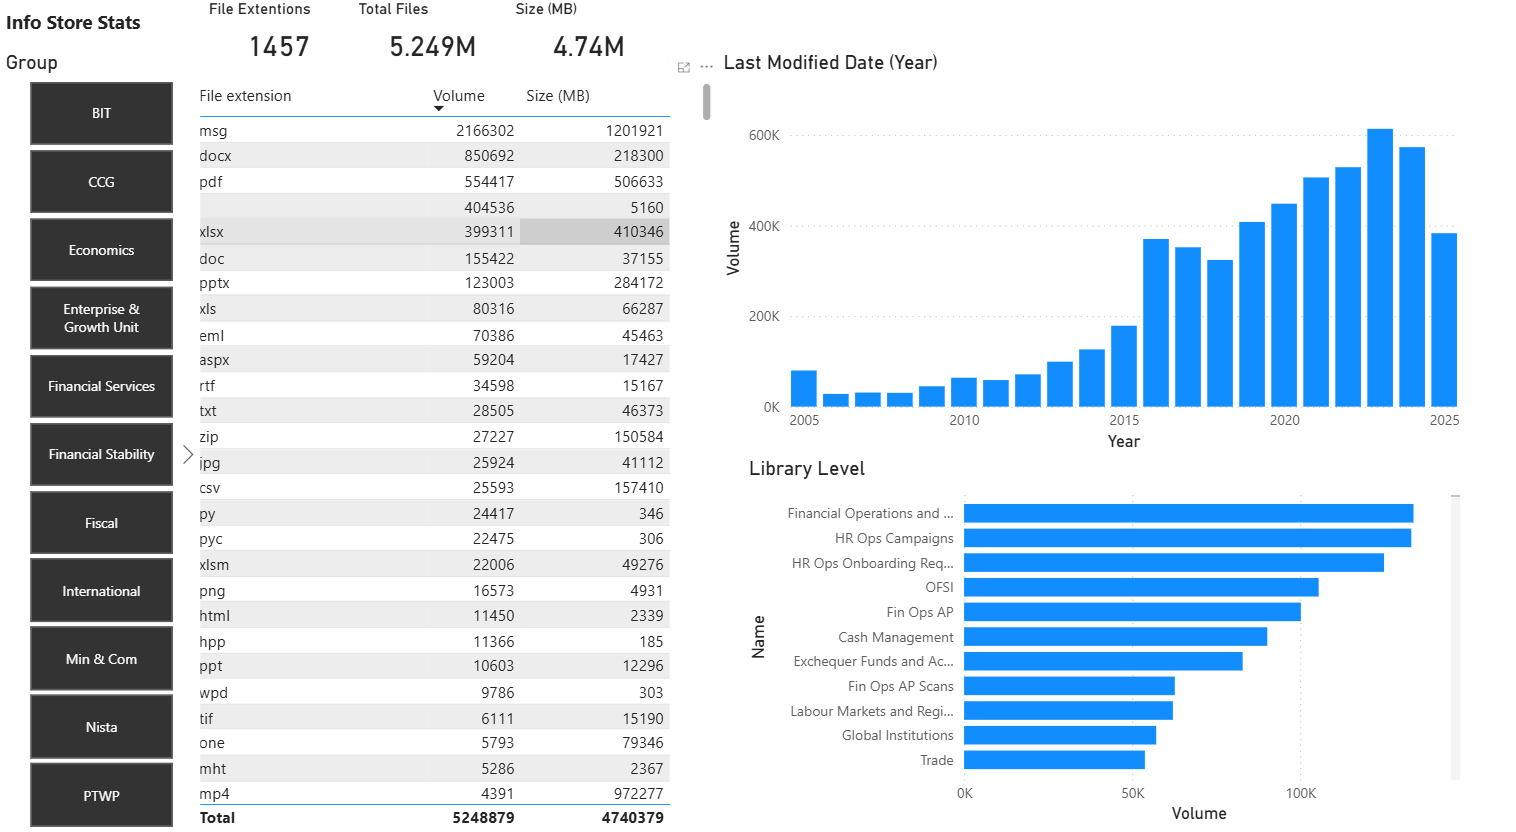 Info Store Stats
File Extentions
Total Files
Size (MB)
1457
5.249M
4.74M
Group
BIT
CCG
Economics
Enterprise &
Growth Unit
Financial Services
Financial Stability
Fiscal
International
Min & Com
Nista
PTWP
File extension Volume Size (MB)
msg 2166302 1201921
docx 850692 218300
pdf 554417 506633
404536 5160
xlsx 399311 410346
doc 155422 37155
pptx 123003 284172
xls 80316 66287
eml 70386 45463
aspx 59204 17427
rtf 34598 15167
txt 28505 46373
zip 27227 150584
jpg 25924 41112
csv 25593 157410
py 24417 346
pyc 22475 306
xlsm 22006 49276
png 16573 4931
html 11450 2339
hpp 11366 185
ppt 10603 12296
wpd 9786 303
tif 6111 15190
one 5793 79346
mht 5286 2367
mp4 4391 972277
Total 5248879 4740379
Last Modified Date (Year)
Volume
600K
400K
200K
0K
2005 2010 2015 2020 2025
Year
Library Level
Name
Financial Operations and ...
HR Ops Campaigns
HR Ops Onboarding Req...
OFSI
Fin Ops AP
Cash Management
Exchequer Funds and Ac...
Fin Ops AP Scans
Labour Markets and Regi...
Global Institutions
Trade
0K 50K 100K
Volume